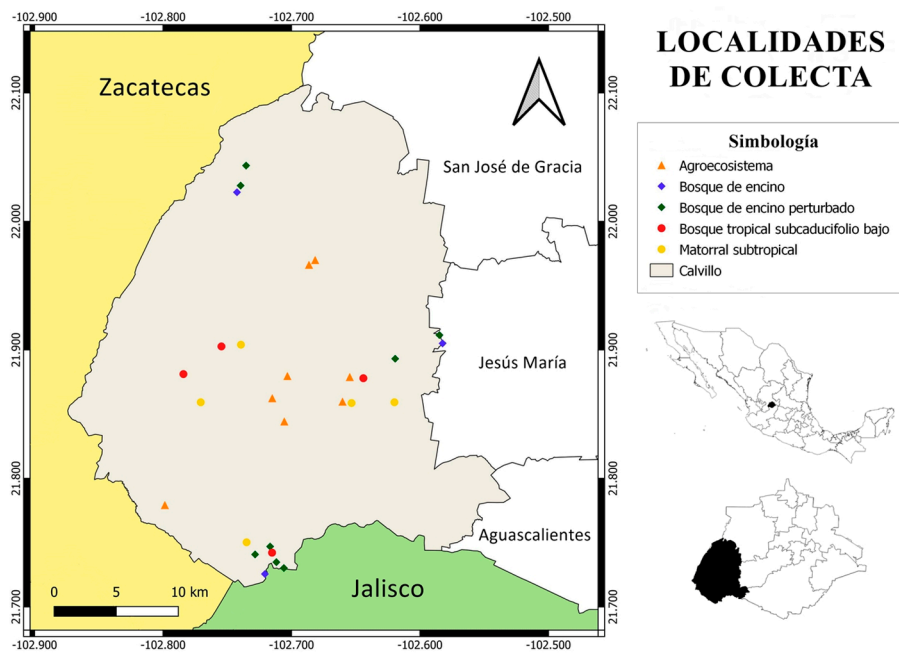 -102.900
-102.800
-102.700
-102.600
-102.500
LOCALIDADES
DE COLECTA
Zacatecas
22.100
22.100
San José de Gracia
Simbología
Agroecosistema
Bosque de encino
Bosque de encino perturbado
Bosque tropical subcaducifolio bajo
Matorral subtropical
Calvillo
22.000
22.000
21.900
21.900
Jesús María
21.800
21.800
Aguascalientes
Jalisco
0
5
10 km
21.700
21.700
-102.900
-102.800
-102.700
-102.600
-102.500